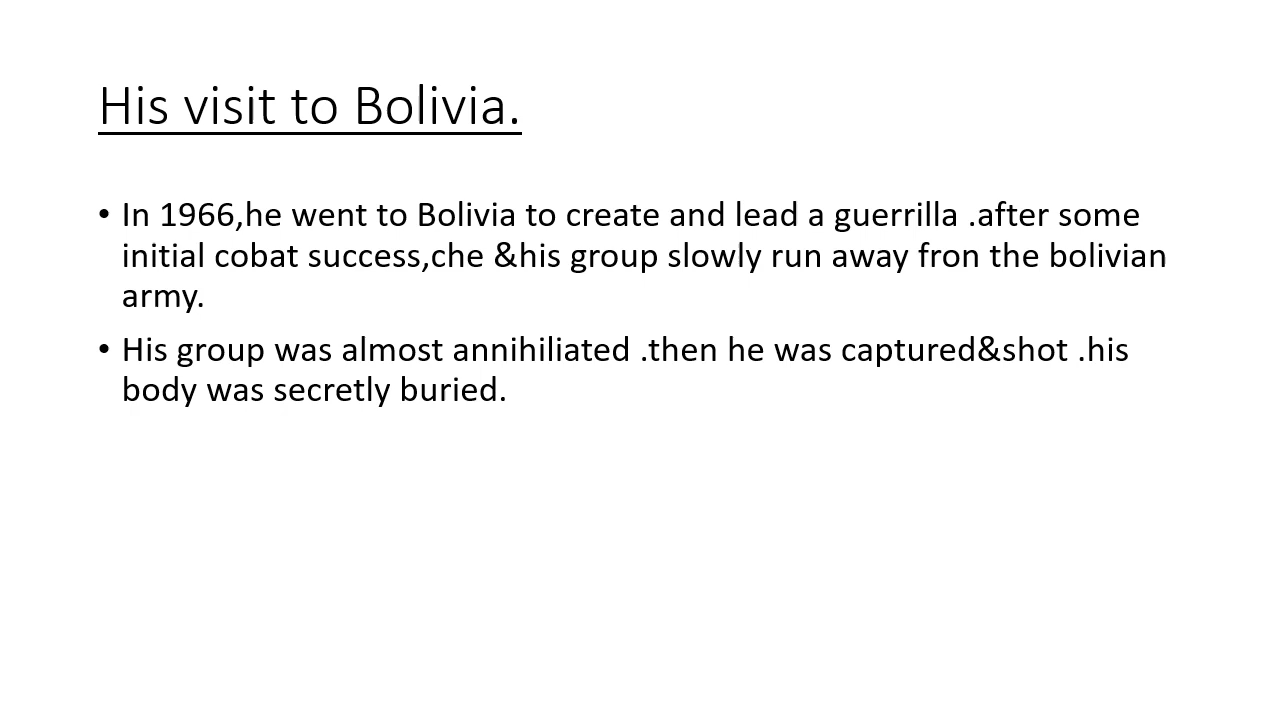 His visit to Bolivia.
• In 1966,he went to Bolivia to create and lead a guerrilla .after some
initial cobat success,che &his group slowly run away fron the bolivian
army.
• His group was almost annihiliated .then he was captured&shot .his
body was secretly buried.